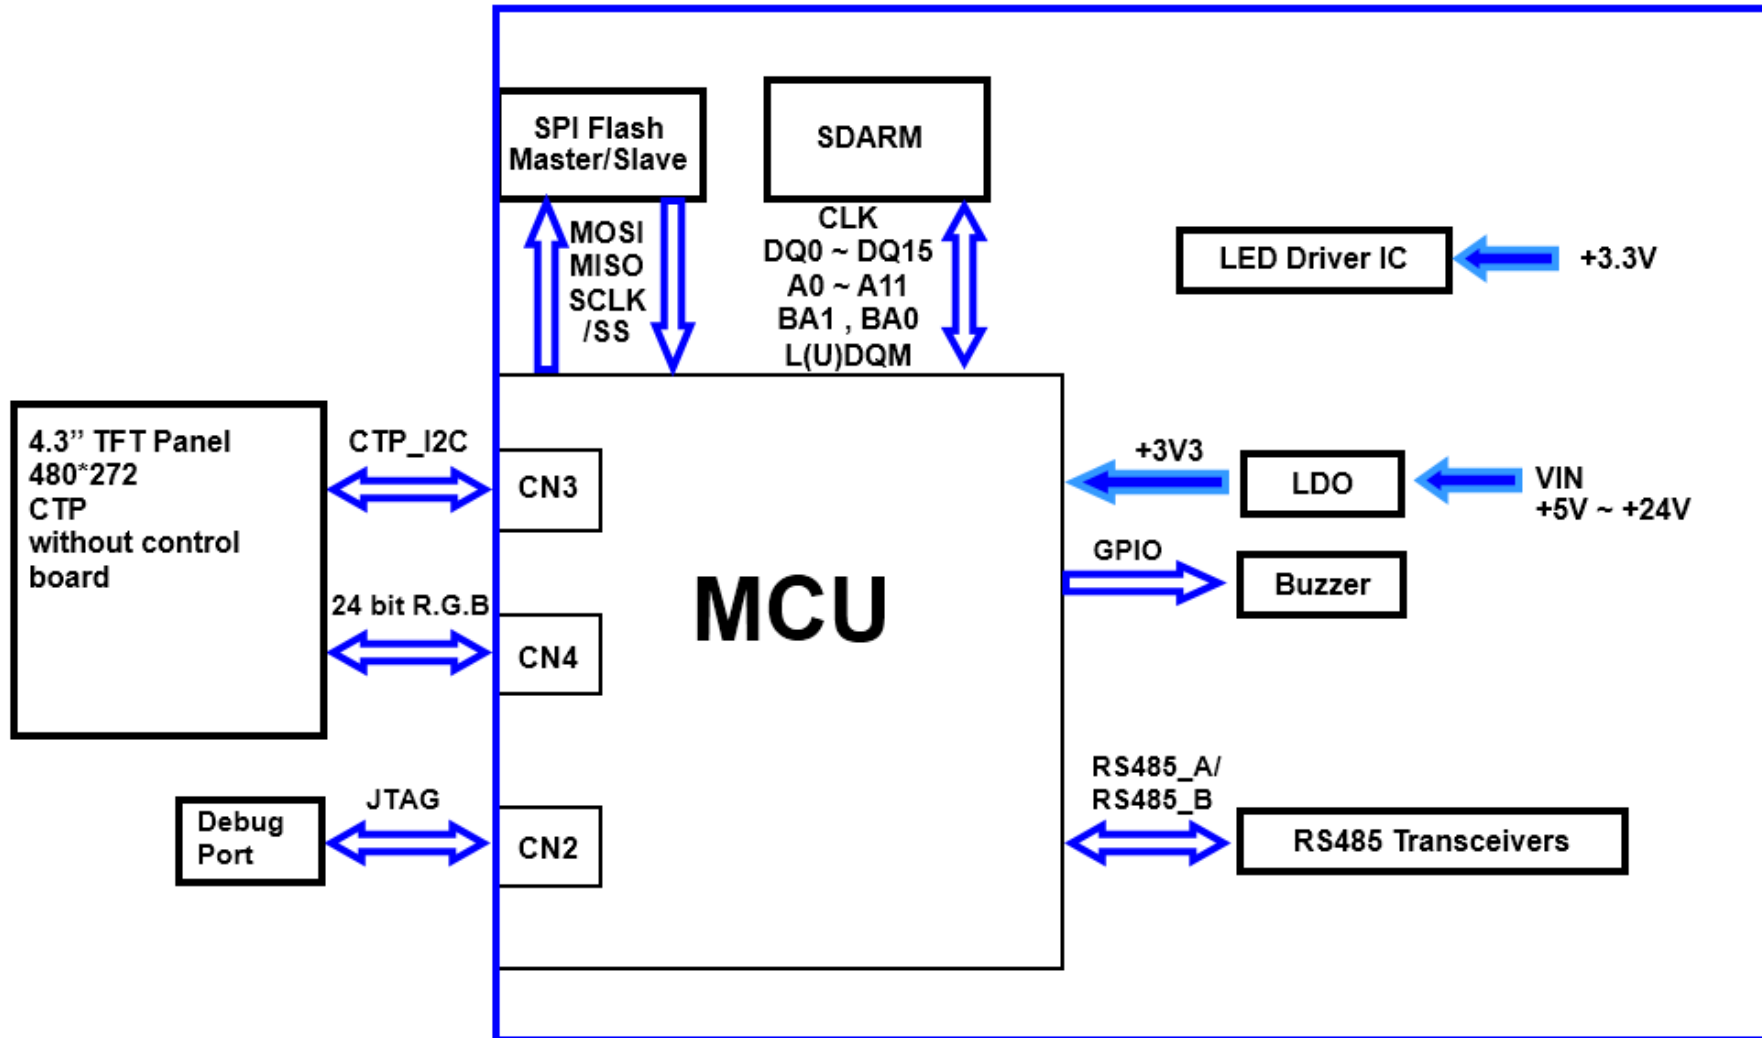 SPI Flash
Master/Slave
SDARM
MOSI
MISO
SCLK
/SS
CLK
DQ0 ~ DQ15
A0 ~ A11
BA1 , BA0
L(U)DQM
LED Driver IC
+3.3V
4.3” TFT Panel
480*272
CTP
without control
board
CTP_I2C
CN3
24 bit R.G.B
CN4
MCU
+3V3
LDO
VIN
+5V ~ +24V
GPIO
Buzzer
Debug
Port
JTAG
CN2
RS485_A/
RS485_B
RS485 Transceivers